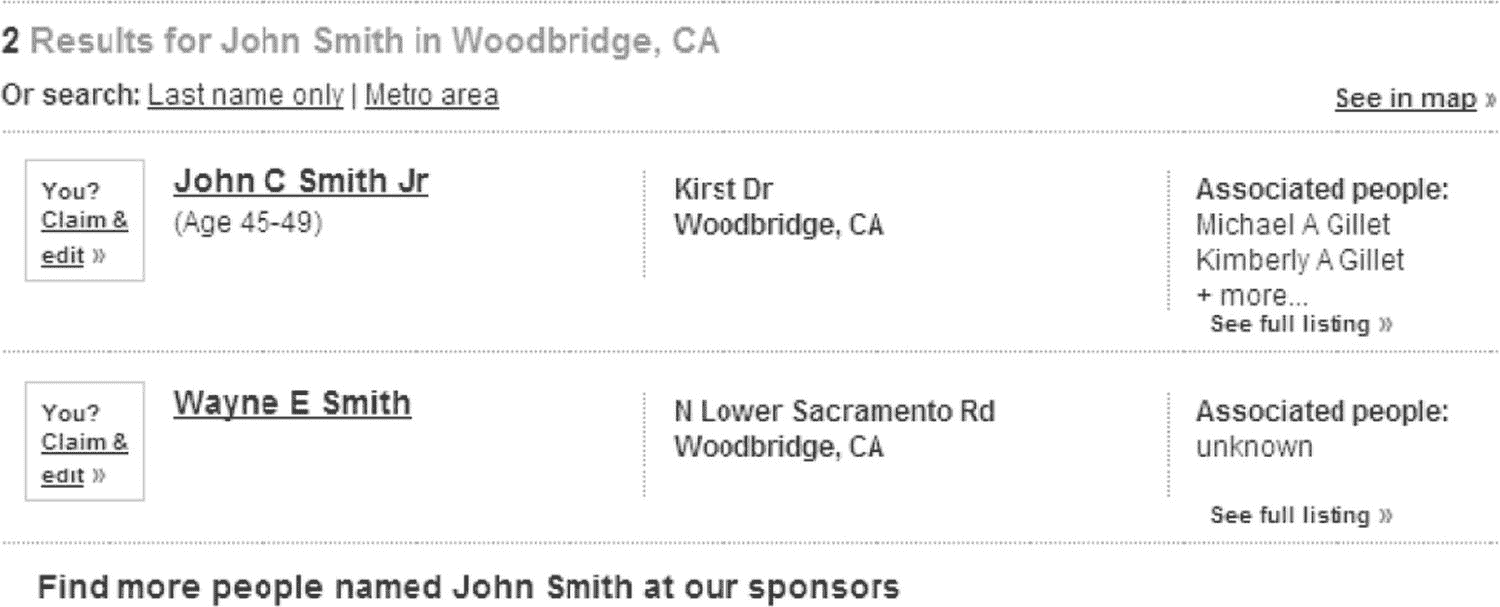 2 Results for John Smith in Woodbridge, CA
Or search: Last name only | Metro area
See in map »
You?
Claim &
edit »
John C Smith Jr
(Age 45-49)
Kirst Dr
Woodbridge, CA
Associated people:
Michael A Gillet
Kimberly A Gillet
+ more...
See full listing »
You?
Claim &
edit »
Wayne E Smith
N Lower Sacramento Rd
Woodbridge, CA
Associated people:
unknown
See full listing »
Find more people named John Smith at our sponsors